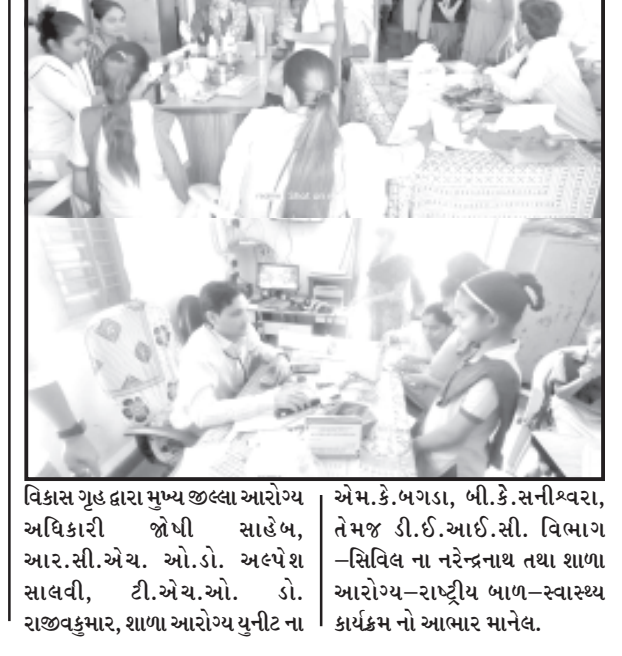 વિકાસ ગૃહ દ્વારા મુખ્ય જીલ્લા આરોગ્ય
અધિકારી જોષી સાહેબ,
આર.સી.એચ. ઓ.ડો. અલ્પેશ
સાલવી, ટી.એચ.ઓ. ડો.
રાજીવકુમાર, શાળા આરોગ્ય યુનીટ ના
એમ.કે.બગડા, બી.કે.સનીશ્વરા,
તેમજ ડી.ઈ.આઈ.સી. વિભાગ
–સિવિલ ના નરેન્દ્રનાથ તથા શાળા
આરોગ્ય–રાષ્ટ્રીય બાળ–સ્વાસ્થ્ય
કાર્યક્રમ નો આભાર માનેલ.